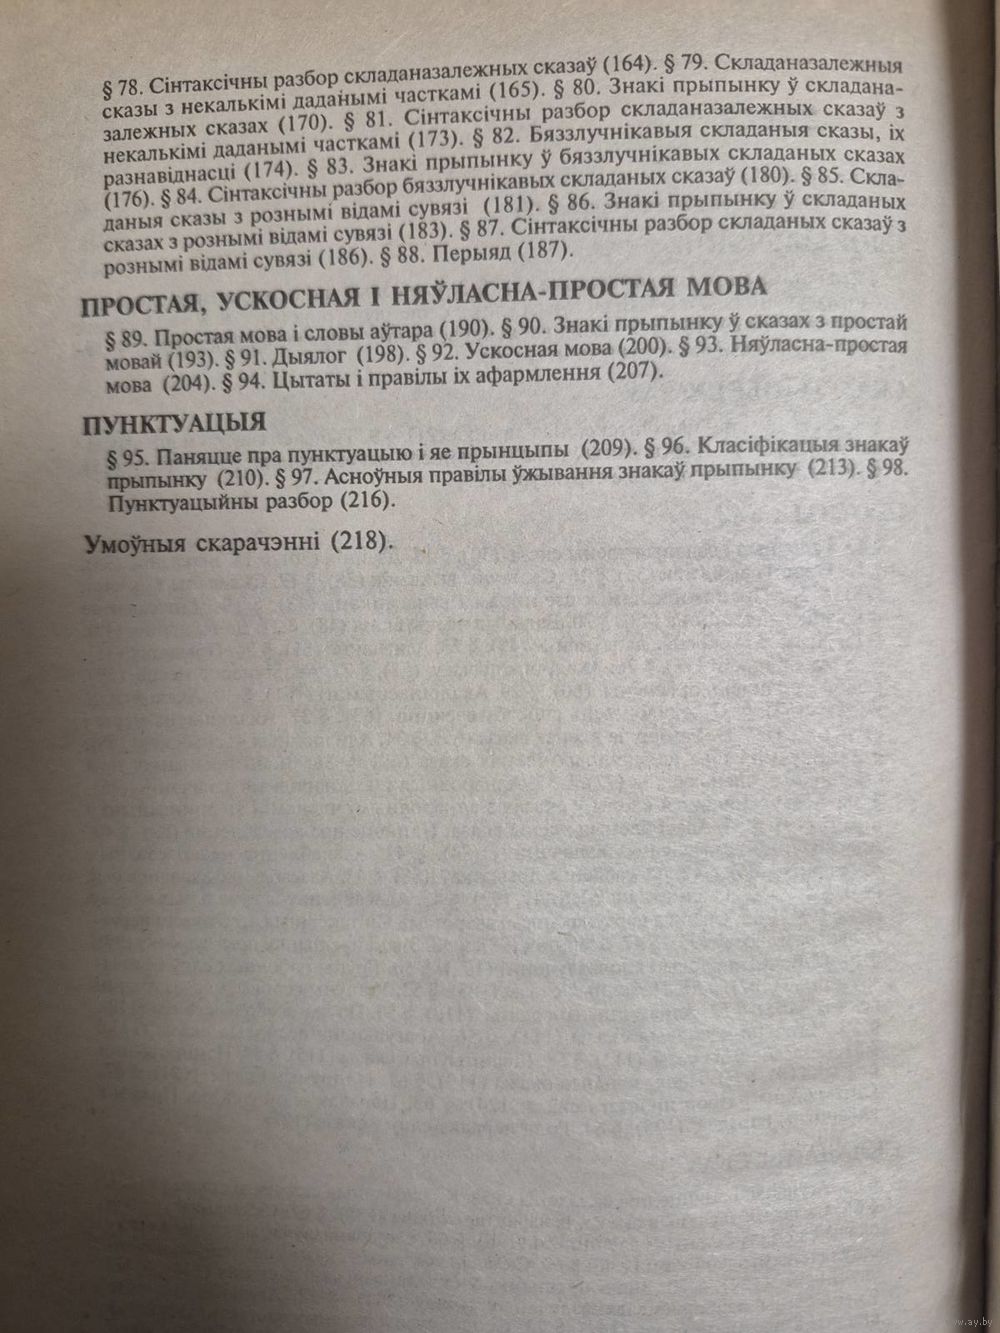 § 78. Сінтаксічны разбор складаназалежных сказаў (164). § 79. Складаназалежныя
сказы з некалькімі даданымі часткамі (165). § 80. Знакі прыпынку ў складана-
залежных сказах (170). § 81. Сінтаксічны разбор складаназалежных сказаў з
некалькімі даданымі часткамі (173). § 82. Бяззлучнікавыя складаныя сказы, іх
разнавіднасці (174). § 83. Знакі прыпынку ў бяззлучнікавых складаных сказах
(176). § 84. Сінтаксічны разбор бяззлучнікавых складаных сказаў (180). § 85. Скла-
даныя сказы з рознымі відамі сувязі (181). § 86. Знакі прыпынку ў складаных
сказах з рознымі відамі сувязі (183). § 87. Сінтаксічны разбор складаных сказаў з
рознымі відамі сувязі (186). § 88. Перыяд (187).
ПРОСТАЯ, УСКОСНАЯ І НЯЎЛАСНА-ПРОСТАЯ МОВА
§ 89. Простая мова і словы аўтара (190). § 90. Знакі прыпынку ў сказах з простай
мовай (193). § 91. Дыялог (198). § 92. Ускосная мова (200). § 93. Няўласна-простая
мова (204). § 94. Цытаты і правілы іх афармлення (207).
ПУНКТУАЦЫЯ
§ 95. Паняцце пра пунктуацыю і яе прынцыпы (209). § 96. Класіфікацыя знакаў
прыпынку (210). § 97. Асноўныя правілы ўжывання знакаў прыпынку (213). § 98.
Пунктуацыйны разбор (216).
Умоўныя скарачэнні (218).
www.ay.by